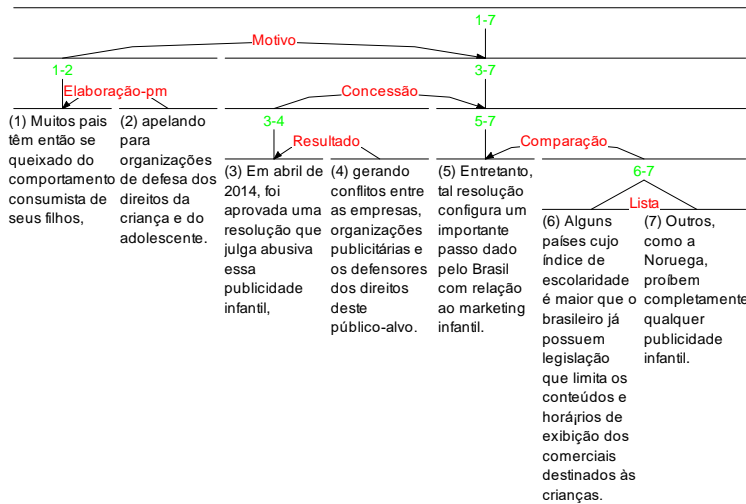 1-7
Motivo
1-2
3-7
Elaboração-pm
Concessão
3-4
5-7
Resultado
Comparação
6-7
Lista
(1) Muitos pais
têm então se
queixado do
comportamento
consumista de
seus filhos,
(2) apelando
para
organizações
de defesa dos
direitos da
criança e do
adolescente.
(3) Em abril de
2014, foi
aprovada uma
resolução que
julga abusiva
essa
publicidade
infantil,
(4) gerando
conflitos entre
as empresas,
organizações
publicitárias e
os defensores
dos direitos
deste
público-alvo.
(5) Entretanto,
tal resolução
configura um
importante
passo dado
pelo Brasil
com relação
ao marketing
infantil.
(6) Alguns
países cujo
índice de
escolaridade
é maior que o
brasileiro já
possuem
legislação
que limita os
conteúdos e
horá¡rios de
exibição dos
comerciais
destinados às
crianças.
(7) Outros,
como a
Noruega,
proíbem
completamente
qualquer
publicidade
infantil.